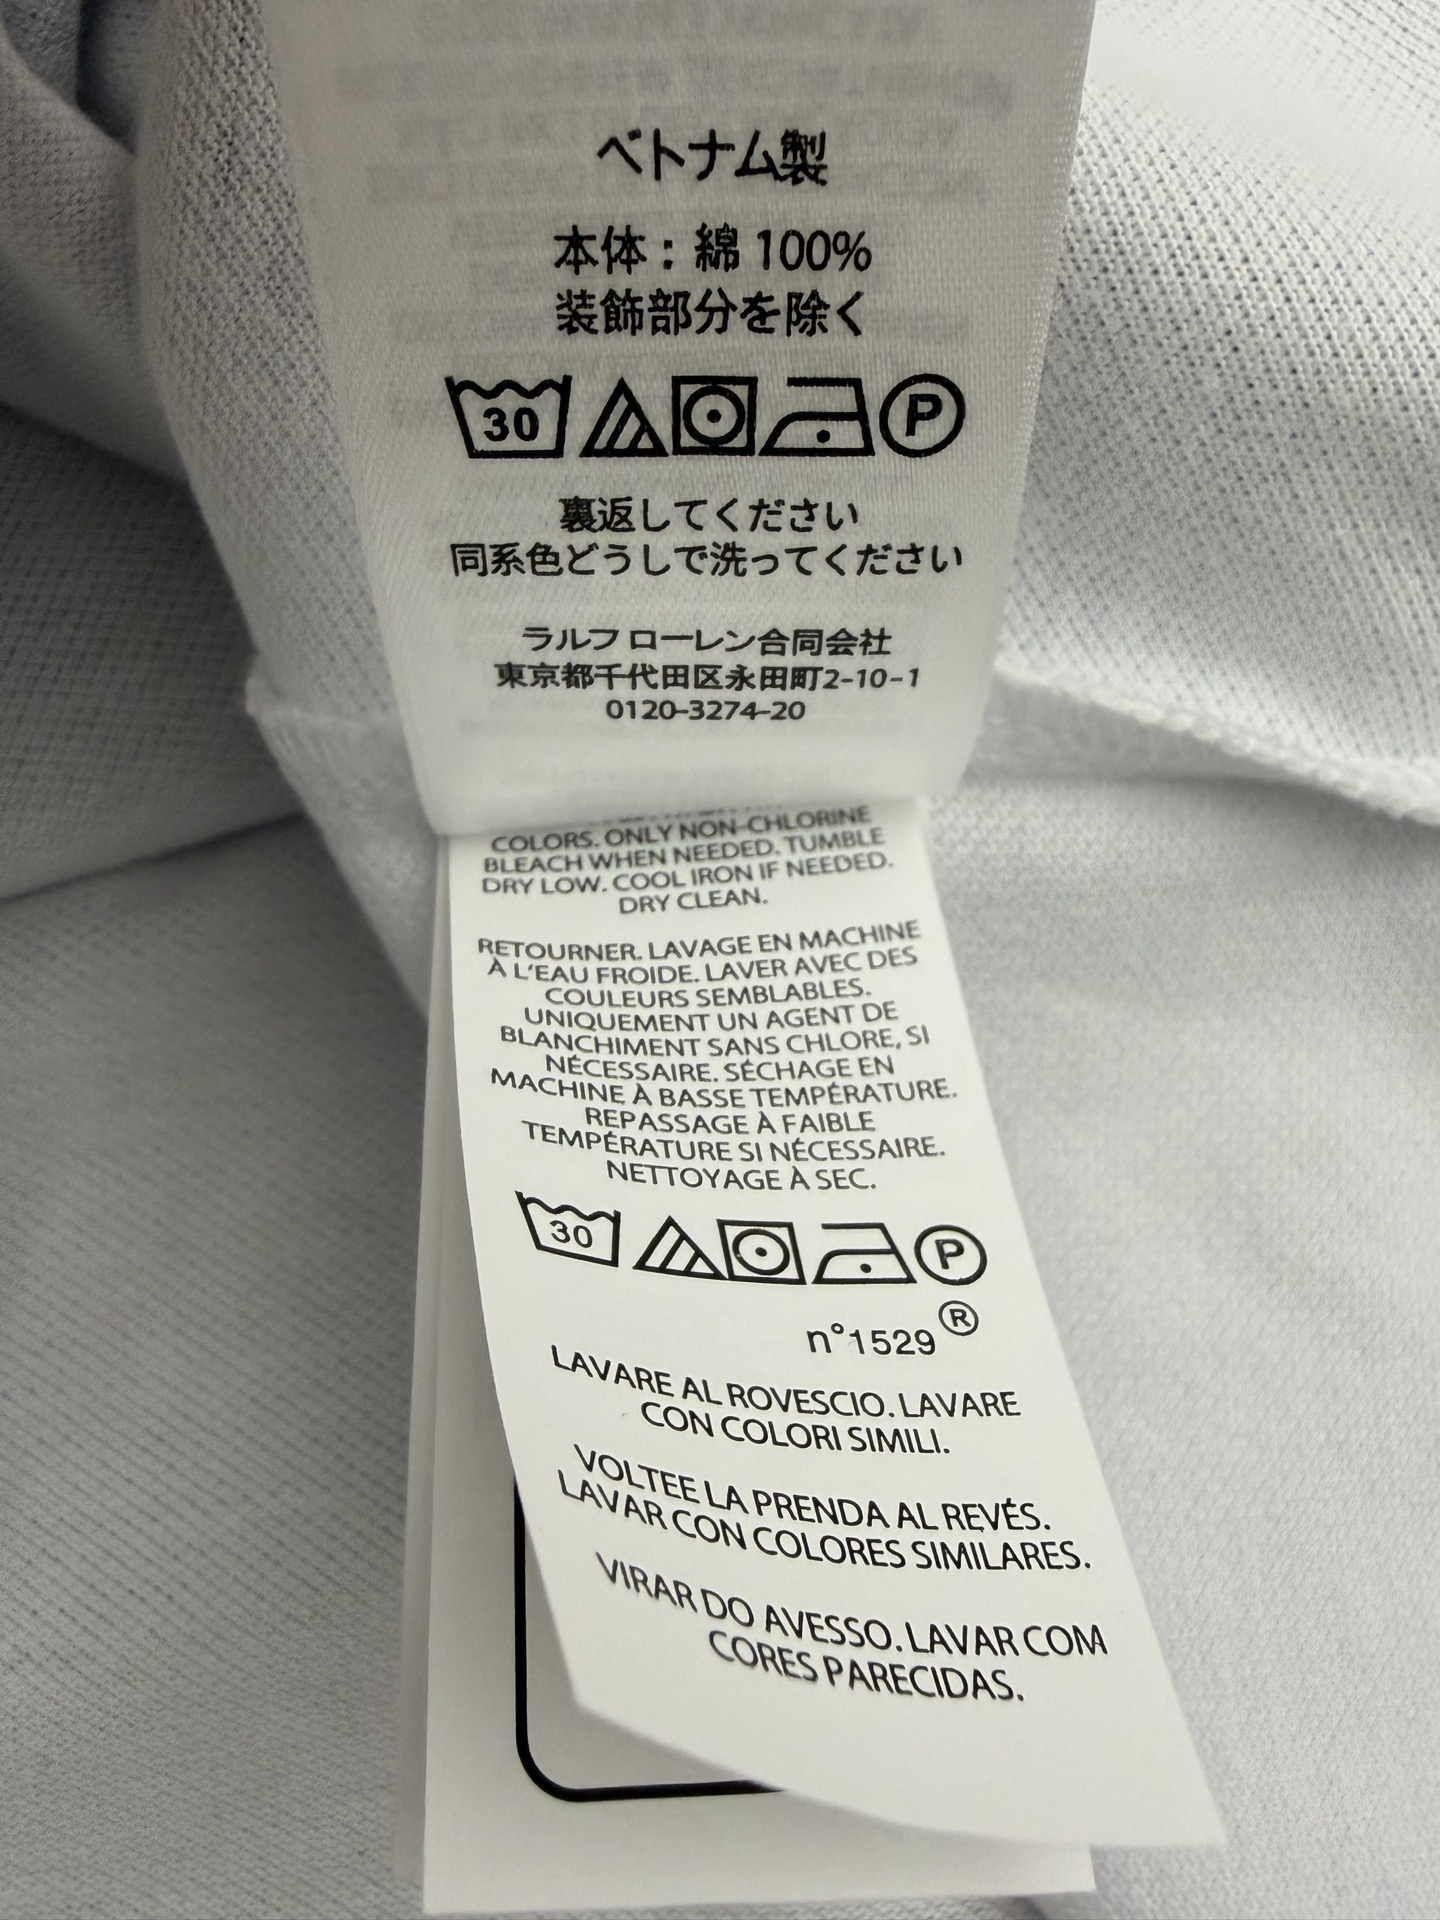 ベトナム製
本体：綿 100%
装飾部分を除く
30 P
裏返してください
同系色どうしで洗ってください
ラルフ ローレン合同会社
東京都千代田区永田町2-10-1
0120-3274-20
COLORS. ONLY NON-CHLORINE
BLEACH WHEN NEEDED. TUMBLE
DRY LOW. COOL IRON IF NEEDED.
DRY CLEAN.
RETOURNER. LAVAGE EN MACHINE
À L'EAU FROIDE. LAVER AVEC DES
COULEURS SEMBLABLES.
UNIQUEMENT UN AGENT DE
BLANCHIMENT SANS CHLORE, SI
NÉCESSAIRE. SÉCHAGE EN
MACHINE À BASSE TEMPÉRATURE.
REPASSAGE À FAIBLE
TEMPÉRATURE SI NÉCESSAIRE.
NETTOYAGE À SEC.
30 P
n°1529®
LAVARE AL ROVESCIO. LAVARE
CON COLORI SIMILI.
VOLTEE LA PRENDA AL REVÉS.
LAVAR CON COLORES SIMILARES.
VIRAR DO AVESSO. LAVAR COM
CORES PARECIDAS.